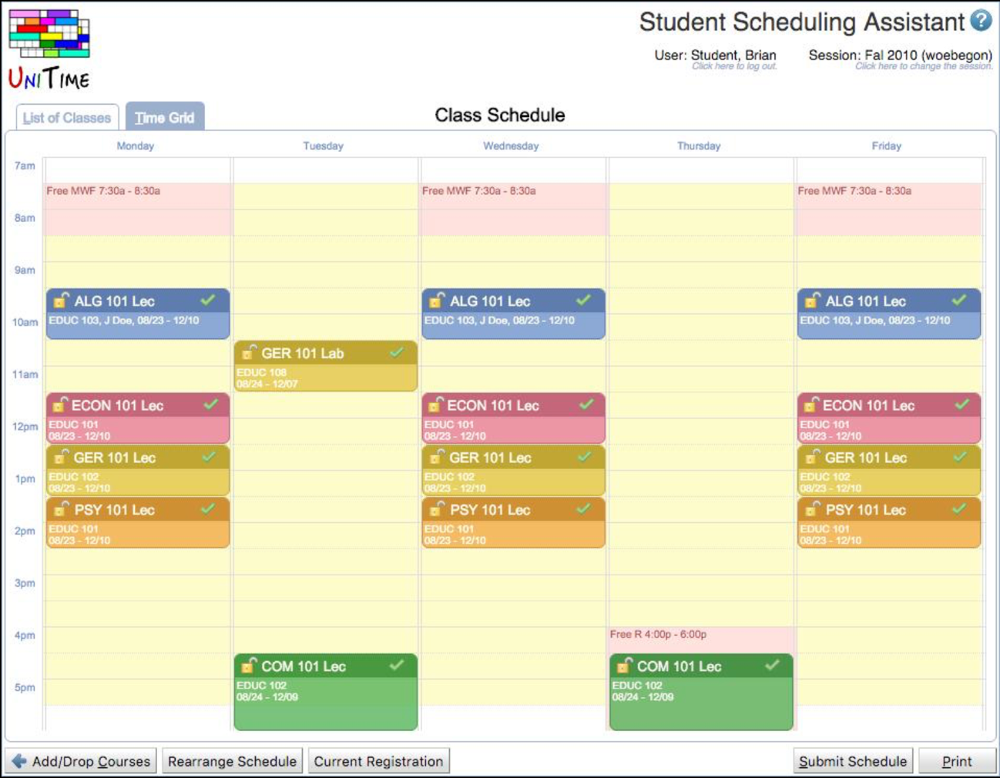 Student Scheduling Assistant ?
UNITIME
User: Student, Brian
Click here to log out.
Session: Fal 2010 (woebegon)
Click here to change the session.
List of Classes
Time Grid
Class Schedule
Monday
Tuesday
Wednesday
Thursday
Friday
7am
Free MWF 7:30a - 8:30a
Free MWF 7:30a - 8:30a
Free MWF 7:30a - 8:30a
8am
9am
ALG 101 Lec
EDUC 103, J Doe, 08/23 - 12/10
ALG 101 Lec
EDUC 103, J Doe, 08/23 - 12/10
ALG 101 Lec
EDUC 103, J Doe, 08/23 - 12/10
10am
GER 101 Lab
EDUC 108
08/24 - 12/07
11am
ECON 101 Lec
EDUC 101
08/23 - 12/10
ECON 101 Lec
EDUC 101
08/23 - 12/10
ECON 101 Lec
EDUC 101
08/23 - 12/10
12pm
GER 101 Lec
EDUC 102
08/23 - 12/10
GER 101 Lec
EDUC 102
08/23 - 12/10
GER 101 Lec
EDUC 102
08/23 - 12/10
1pm
PSY 101 Lec
EDUC 101
08/23 - 12/10
PSY 101 Lec
EDUC 101
08/23 - 12/10
PSY 101 Lec
EDUC 101
08/23 - 12/10
2pm
3pm
4pm
Free R 4:00p - 6:00p
COM 101 Lec
EDUC 102
08/24 - 12/09
COM 101 Lec
EDUC 102
08/24 - 12/09
5pm
Add/Drop Courses
Rearrange Schedule
Current Registration
Submit Schedule
Print